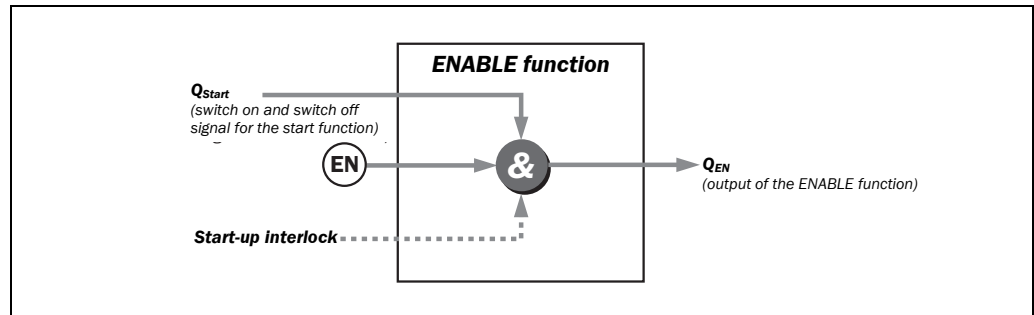 ENABLE function
QStart
(switch on and switch off
signal for the start function)
EN
&
QEN
(output of the ENABLE function)
Start-up interlock